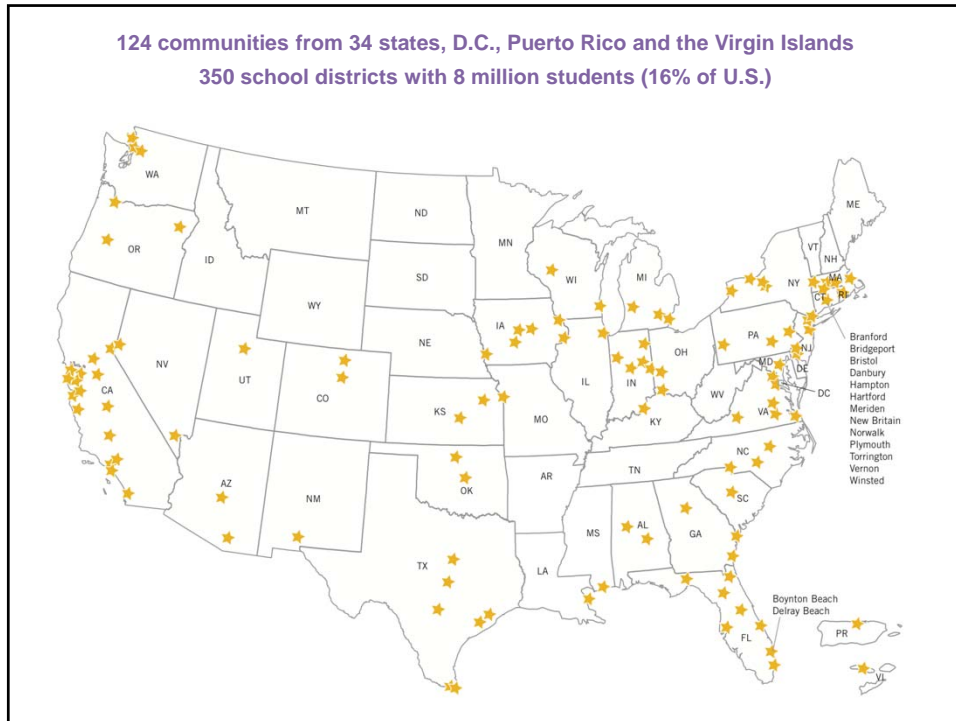 124 communities from 34 states, D.C., Puerto Rico and the Virgin Islands
350 school districts with 8 million students (16% of U.S.)
WA
MT
ND
MN
ME
VT
NH
OR
ID
SD
WI
MI
NY
MA
CT
RI
WY
IA
NE
PA
NJ
NV
UT
CO
IL
IN
OH
MD
DE
DC
CA
KS
MO
WV
VA
KY
Branford
Bridgeport
Bristol
Danbury
Hampton
Hartford
Meriden
New Britain
Norwalk
Plymouth
Torrington
Vernon
Winsted
AZ
NM
OK
AR
TN
NC
SC
TX
LA
MS
AL
GA
FL
Boynton Beach
Delray Beach
PR
VI